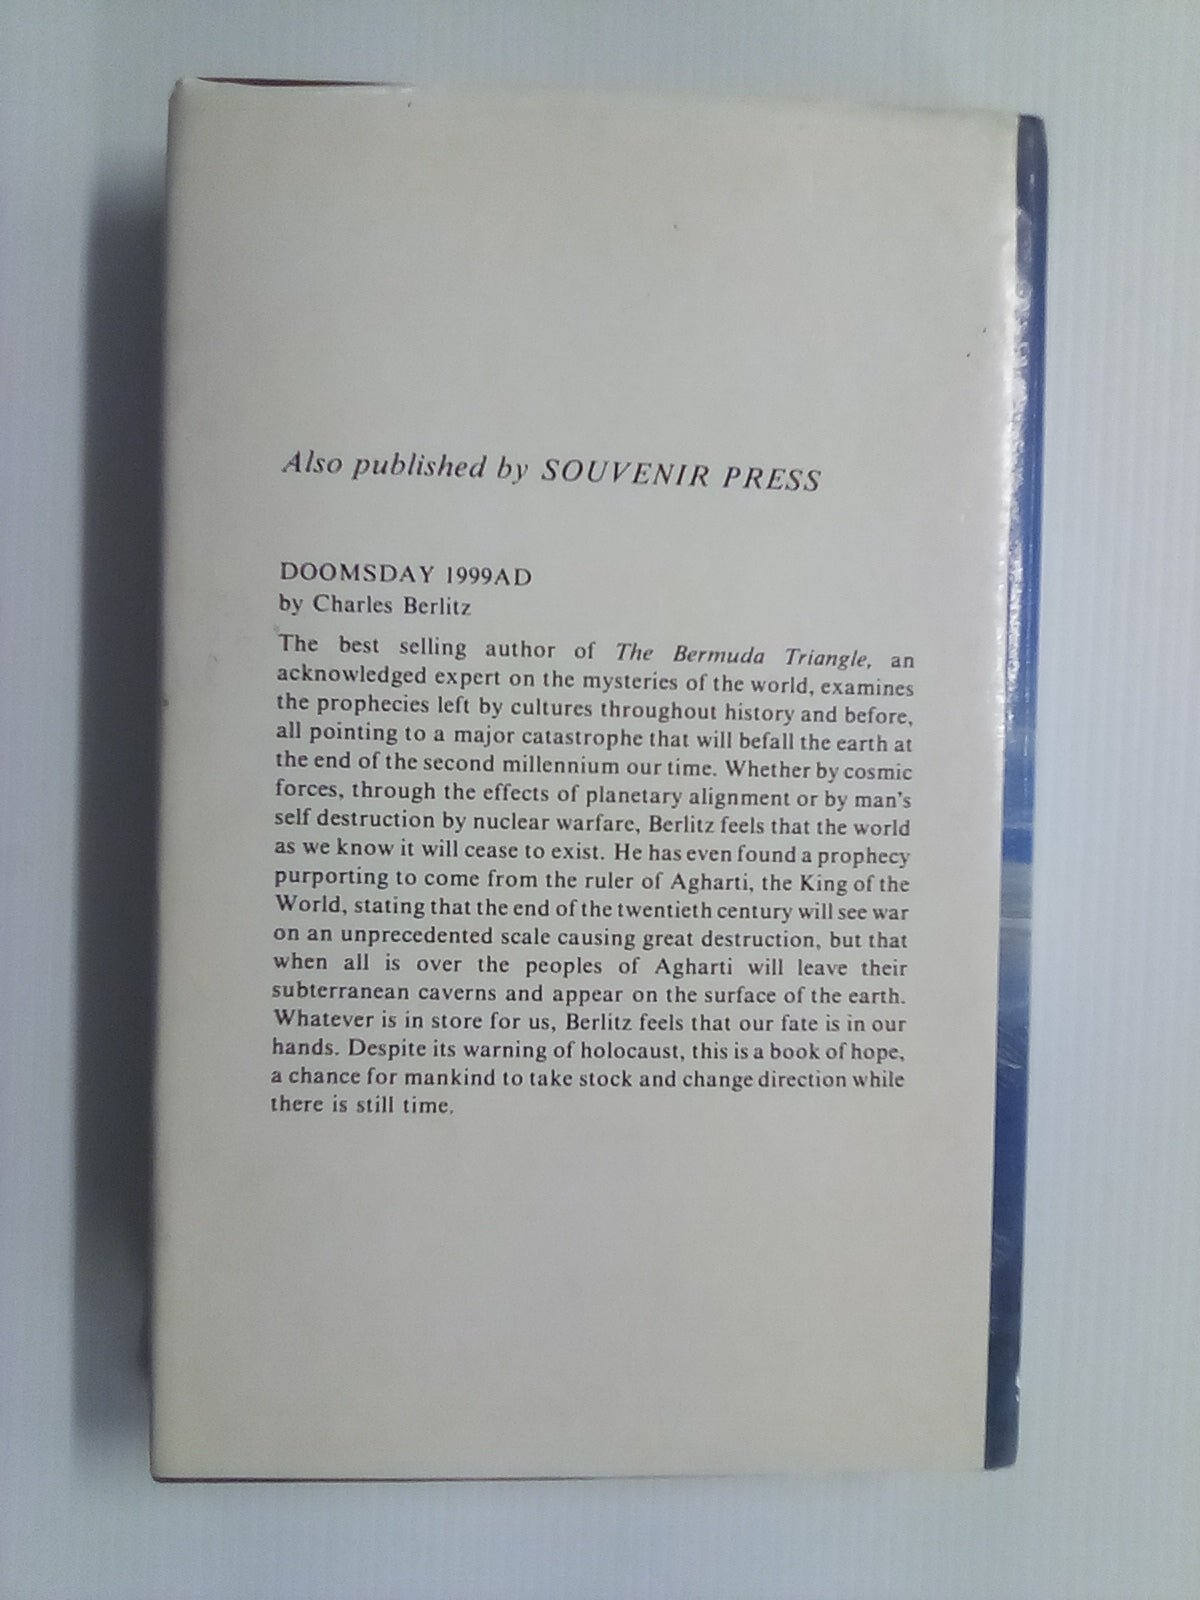 Also published by SOUVENIR PRESS
DOOMSDAY 1999AD
by Charles Berlitz
The best selling author of The Bermuda Triangle, an
acknowledged expert on the mysteries of the world, examines
the prophecies left by cultures throughout history and before,
all pointing to a major catastrophe that will befall the earth at
the end of the second millennium our time. Whether by cosmic
forces, through the effects of planetary alignment or by man's
self destruction by nuclear warfare, Berlitz feels that the world
as we know it will cease to exist. He has even found a prophecy
purporting to come from the ruler of Agharti, the King of the
World, stating that the end of the twentieth century will see war
on an unprecedented scale causing great destruction, but that
when all is over the peoples of Agharti will leave their
subterranean caverns and appear on the surface of the earth.
Whatever is in store for us, Berlitz feels that our fate is in our
hands. Despite its warning of holocaust, this is a book of hope,
a chance for mankind to take stock and change direction while
there is still time.